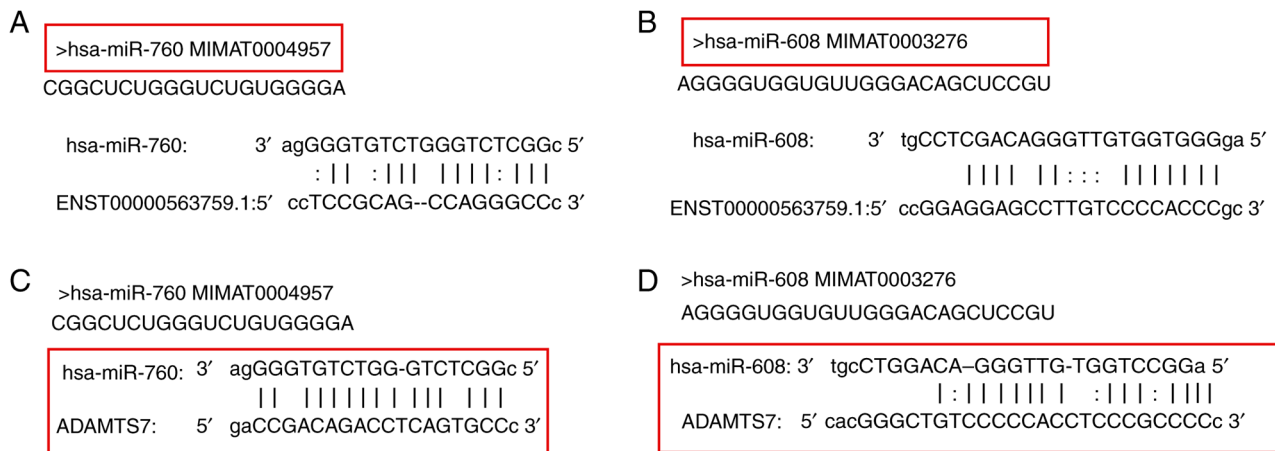 A
>hsa-miR-760 MIMAT0004957
CGGCUCUGGGUCUGUGGGGA
hsa-miR-760: 3′ agGGGTGTCTGGGTCTCGGc 5′
: | | : | | | | | | | : | | |
ENST00000563759.1:5′ ccTCCGCAG--CCAGGGCCc 3′
B
>hsa-miR-608 MIMAT0003276
AGGGGUGGUGUUGGGACAGCUCCGU
hsa-miR-608: 3′ tgCCTCGACAGGGTTGTGGTGGGga 5′
| | | | | | : : : | | | | | | |
ENST00000563759.1:5′ ccGGAGGAGCCTTGTCCCCACCCgc 3′
C
>hsa-miR-760 MIMAT0004957
CGGCUCUGGGUCUGUGGGGA
hsa-miR-760: 3′ agGGGTGTCTGG-GTCTCGGc 5′
| | | | | | | | | | | | | | |
ADAMTS7: 5′ gaCCGACAGACCTCAGTGCCc 3′
D
>hsa-miR-608 MIMAT0003276
AGGGGUGGUGUUGGGACAGCUCCGU
hsa-miR-608: 3′ tgcCTGGACA–GGGTTG-TGGTCCGGa 5′
| : | | | | | | : | | : | | | |
ADAMTS7: 5′ cacGGGCTGTCCCCCACCTCCCGCCCCc 3′